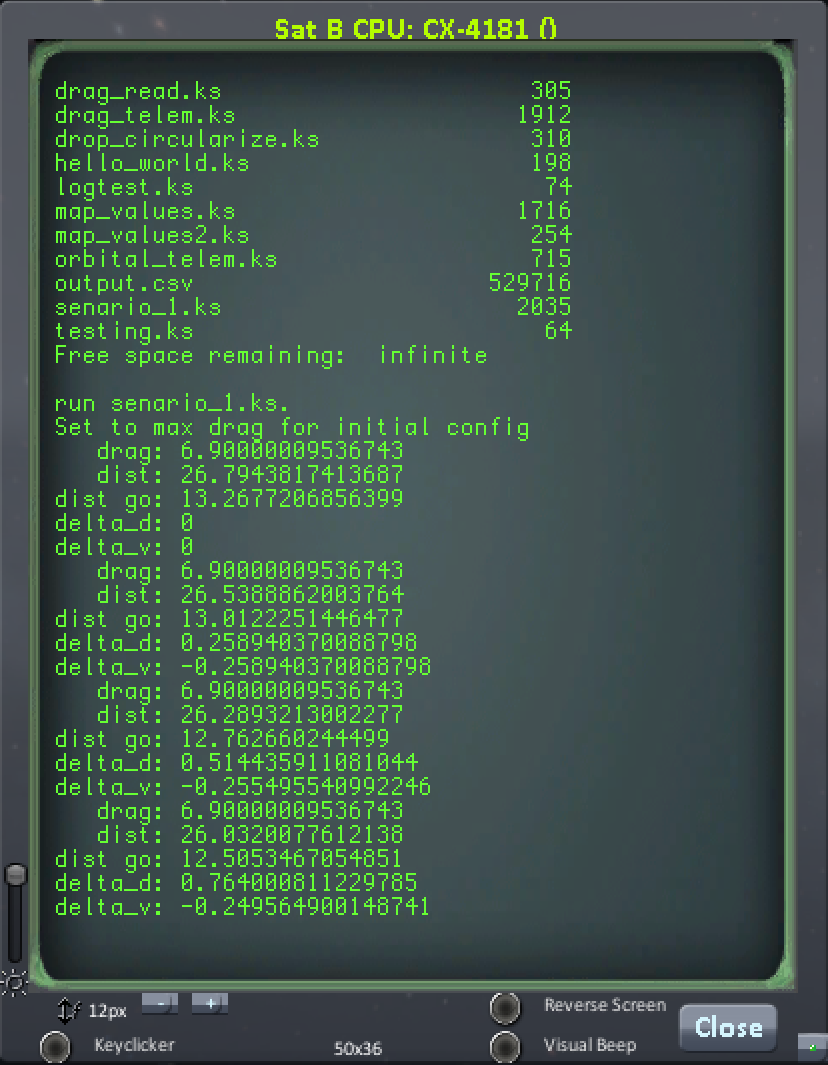 Sat B CPU: CX-4181 ()
drag_read.ks 305
drag_telem.ks 1912
drop_circularize.ks 310
hello_world.ks 198
logtest.ks 74
map_values.ks 1716
map_values2.ks 254
orbital_telem.ks 715
output.csv 529716
senario_1.ks 2035
testing.ks 64
Free space remaining: infinite
run senario_1.ks.
Set to max drag for initial config
drag: 6.90000009536743
dist: 26.7943817413687
dist go: 13.2677206856399
delta_d: 0
delta_v: 0
drag: 6.90000009536743
dist: 26.5388862003764
dist go: 13.0122251446477
delta_d: 0.258940370088798
delta_v: -0.258940370088798
drag: 6.90000009536743
dist: 26.2893213002277
dist go: 12.762660244499
delta_d: 0.514435911081044
delta_v: -0.255495540992246
drag: 6.90000009536743
dist: 26.0320077612138
dist go: 12.5053467054851
delta_d: 0.764000811229785
delta_v: -0.249564900148741
12px - +
Reverse Screen
Close
Keyclicker
50x36
Visual Beep